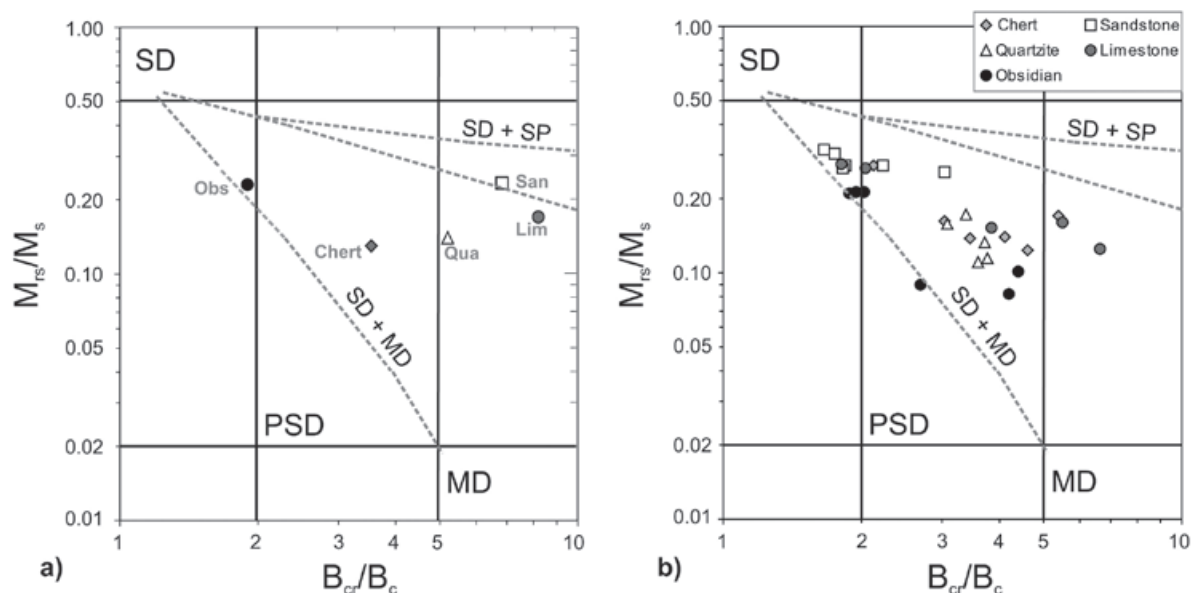 1.00
0.50
0.20
0.10
0.05
0.02
0.01
Mrs/Ms
SD
SD + SP
San
Obs
Lim
Chert
Qua
SD + MD
PSD
MD
1 2 3 4 5 10
Bcr/Bc
a)
Chert Sandstone
Quartzite Limestone
Obsidian
1.00
0.50
0.20
0.10
0.05
0.02
0.01
Mrs/Ms
SD
SD + SP
SD + MD
PSD
MD
1 2 3 4 5 10
Bcr/Bc
b)